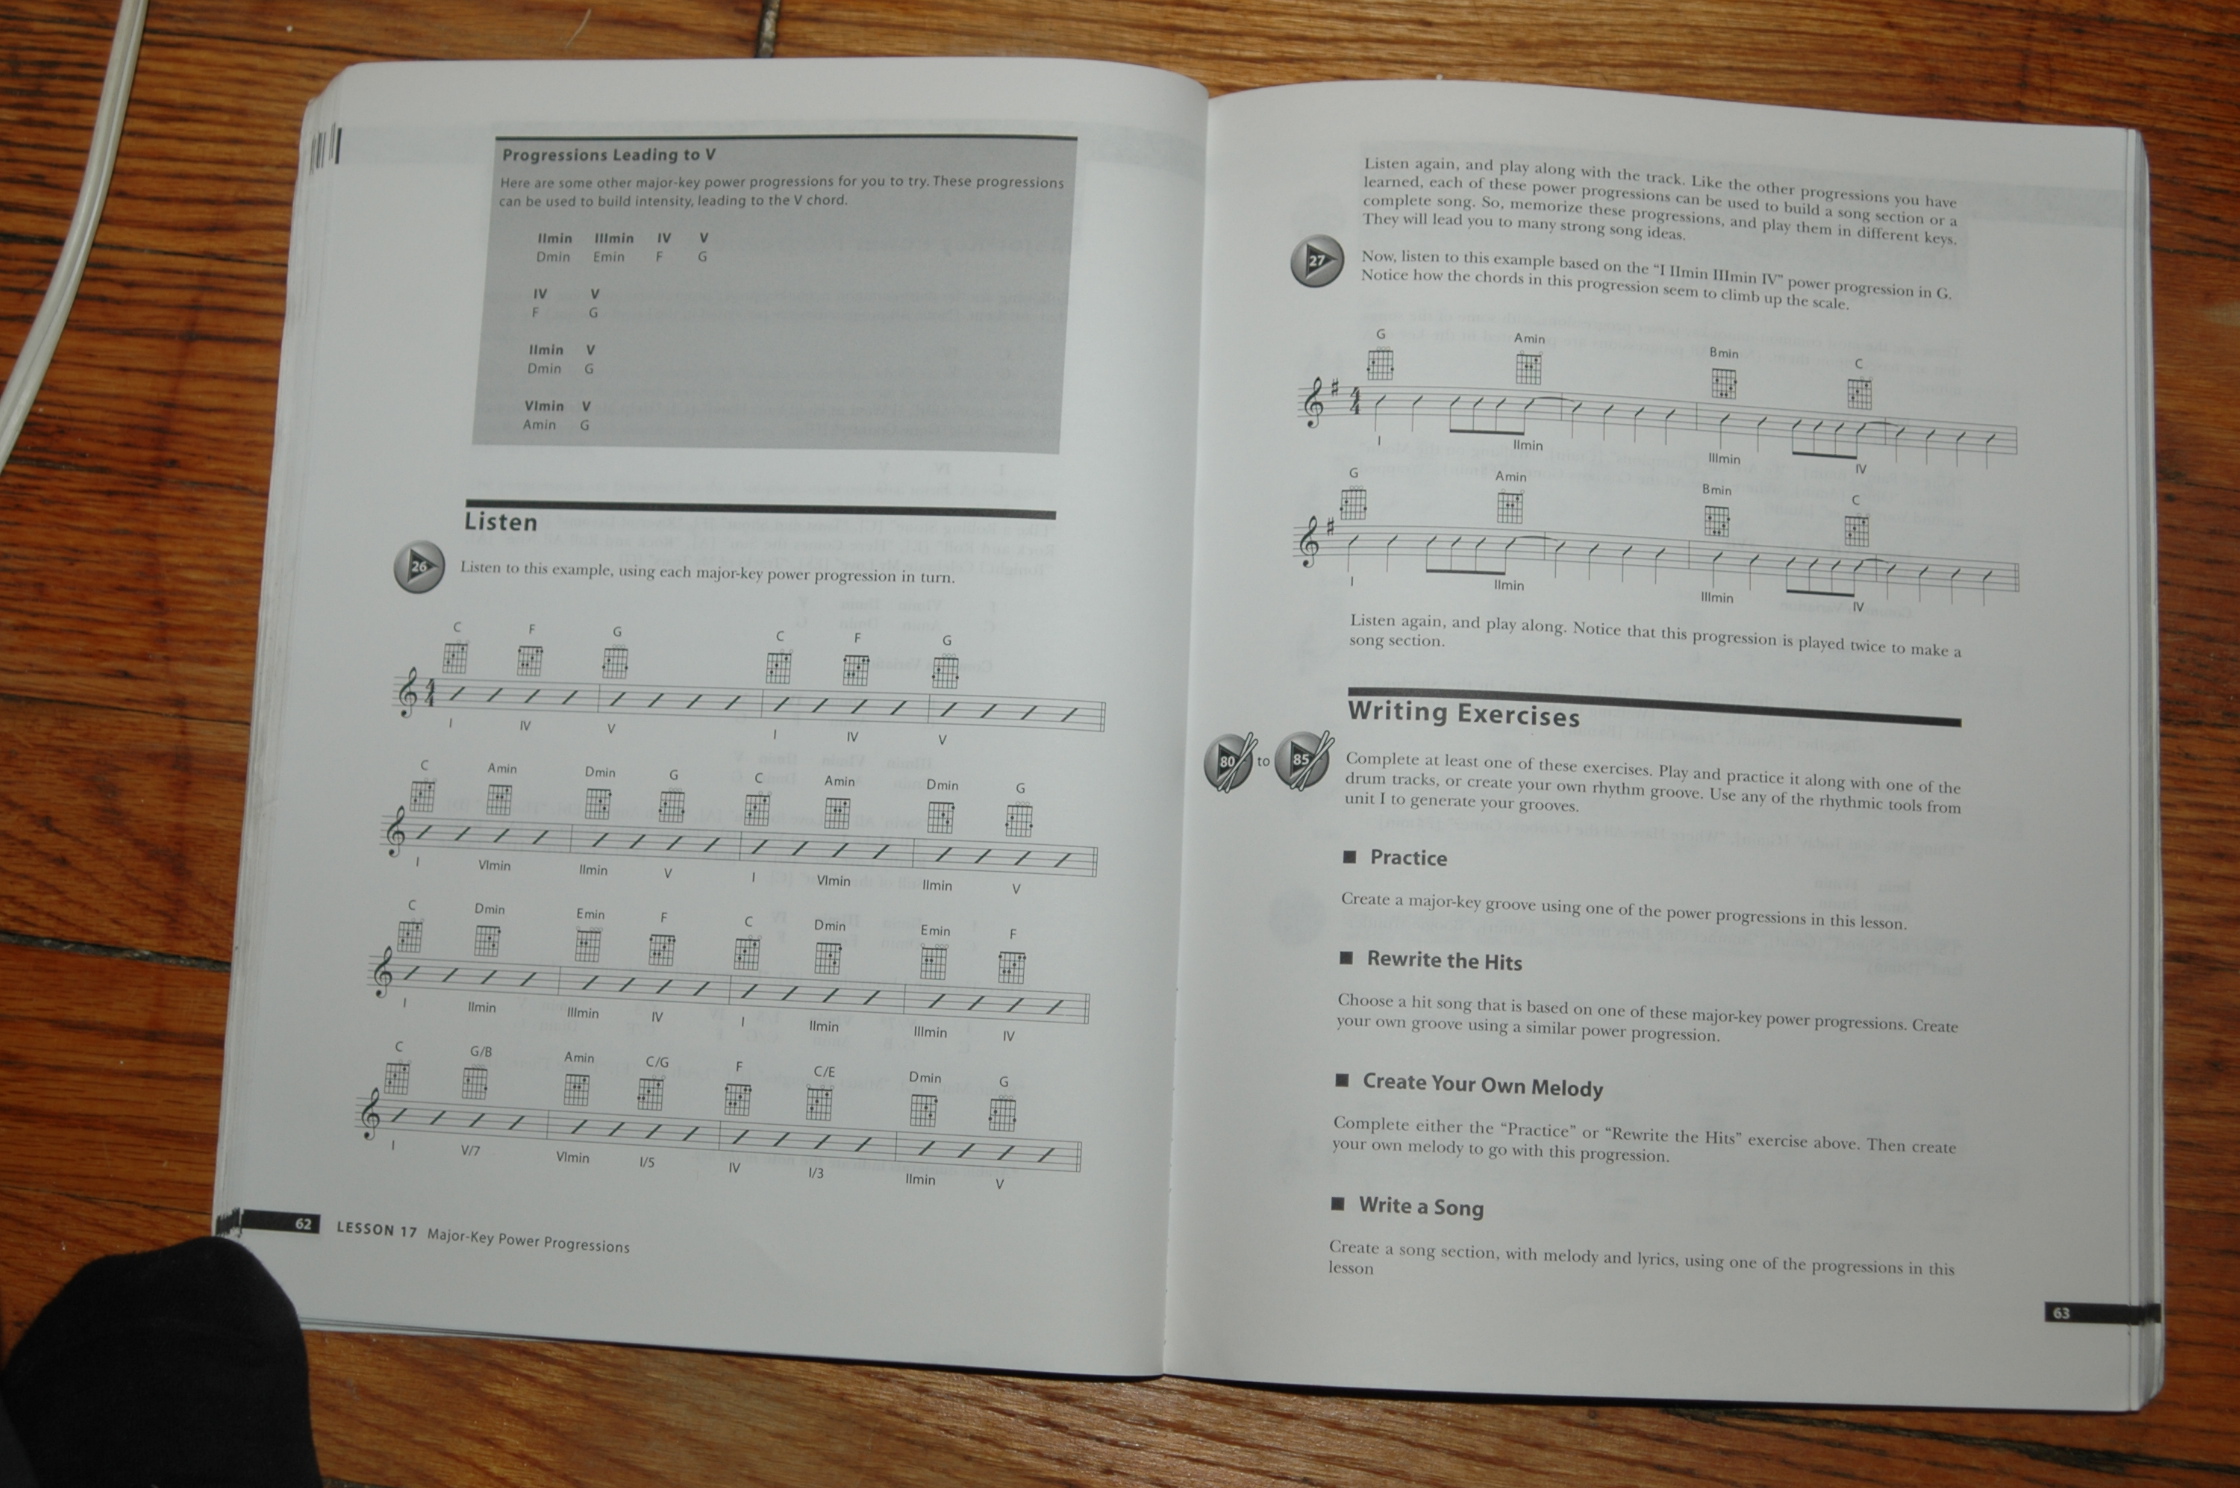 Progressions Leading to V
Here are some other major-key power progressions for you to try. These progressions
can be used to build intensity, leading to the V chord.
IImin IIImin IV V
Dmin Emin F G
IV V
F G
IImin V
Dmin G
VImin V
Amin G
Listen
26 Listen to this example, using each major-key power progression in turn.
C F G C F G
4
4
I IV V I IV V
C Amin Dmin G C Amin Dmin G
I VImin IImin V I VImin IImin V
C Dmin Emin F C Dmin Emin F
I IImin IIImin IV I IImin IIImin IV
C G/B Amin C/G F C/E Dmin G
I V/7 VImin I/5 IV I/3 IImin V
62 LESSON 17 Major-Key Power Progressions
Listen again, and play along with the track. Like the other progressions you have
learned, each of these power progressions can be used to build a song section or a
complete song. So, memorize these progressions, and play them in different keys.
They will lead you to many strong song ideas.
27 Now, listen to this example based on the “I IImin IIImin IV” power progression in G.
Notice how the chords in this progression seem to climb up the scale.
G Amin Bmin C
4
4
I IImin IIImin IV
G Amin Bmin C
I IImin IIImin IV
Listen again, and play along. Notice that this progression is played twice to make a
song section.
Writing Exercises
80 to 85 Complete at least one of these exercises. Play and practice it along with one of the
drum tracks, or create your own rhythm groove. Use any of the rhythmic tools from
unit I to generate your grooves.
■ Practice
Create a major-key groove using one of the power progressions in this lesson.
■ Rewrite the Hits
Choose a hit song that is based on one of these major-key power progressions. Create
your own groove using a similar power progression.
■ Create Your Own Melody
Complete either the “Practice” or “Rewrite the Hits” exercise above. Then create
your own melody to go with this progression.
■ Write a Song
Create a song section, with melody and lyrics, using one of the progressions in this
lesson
63